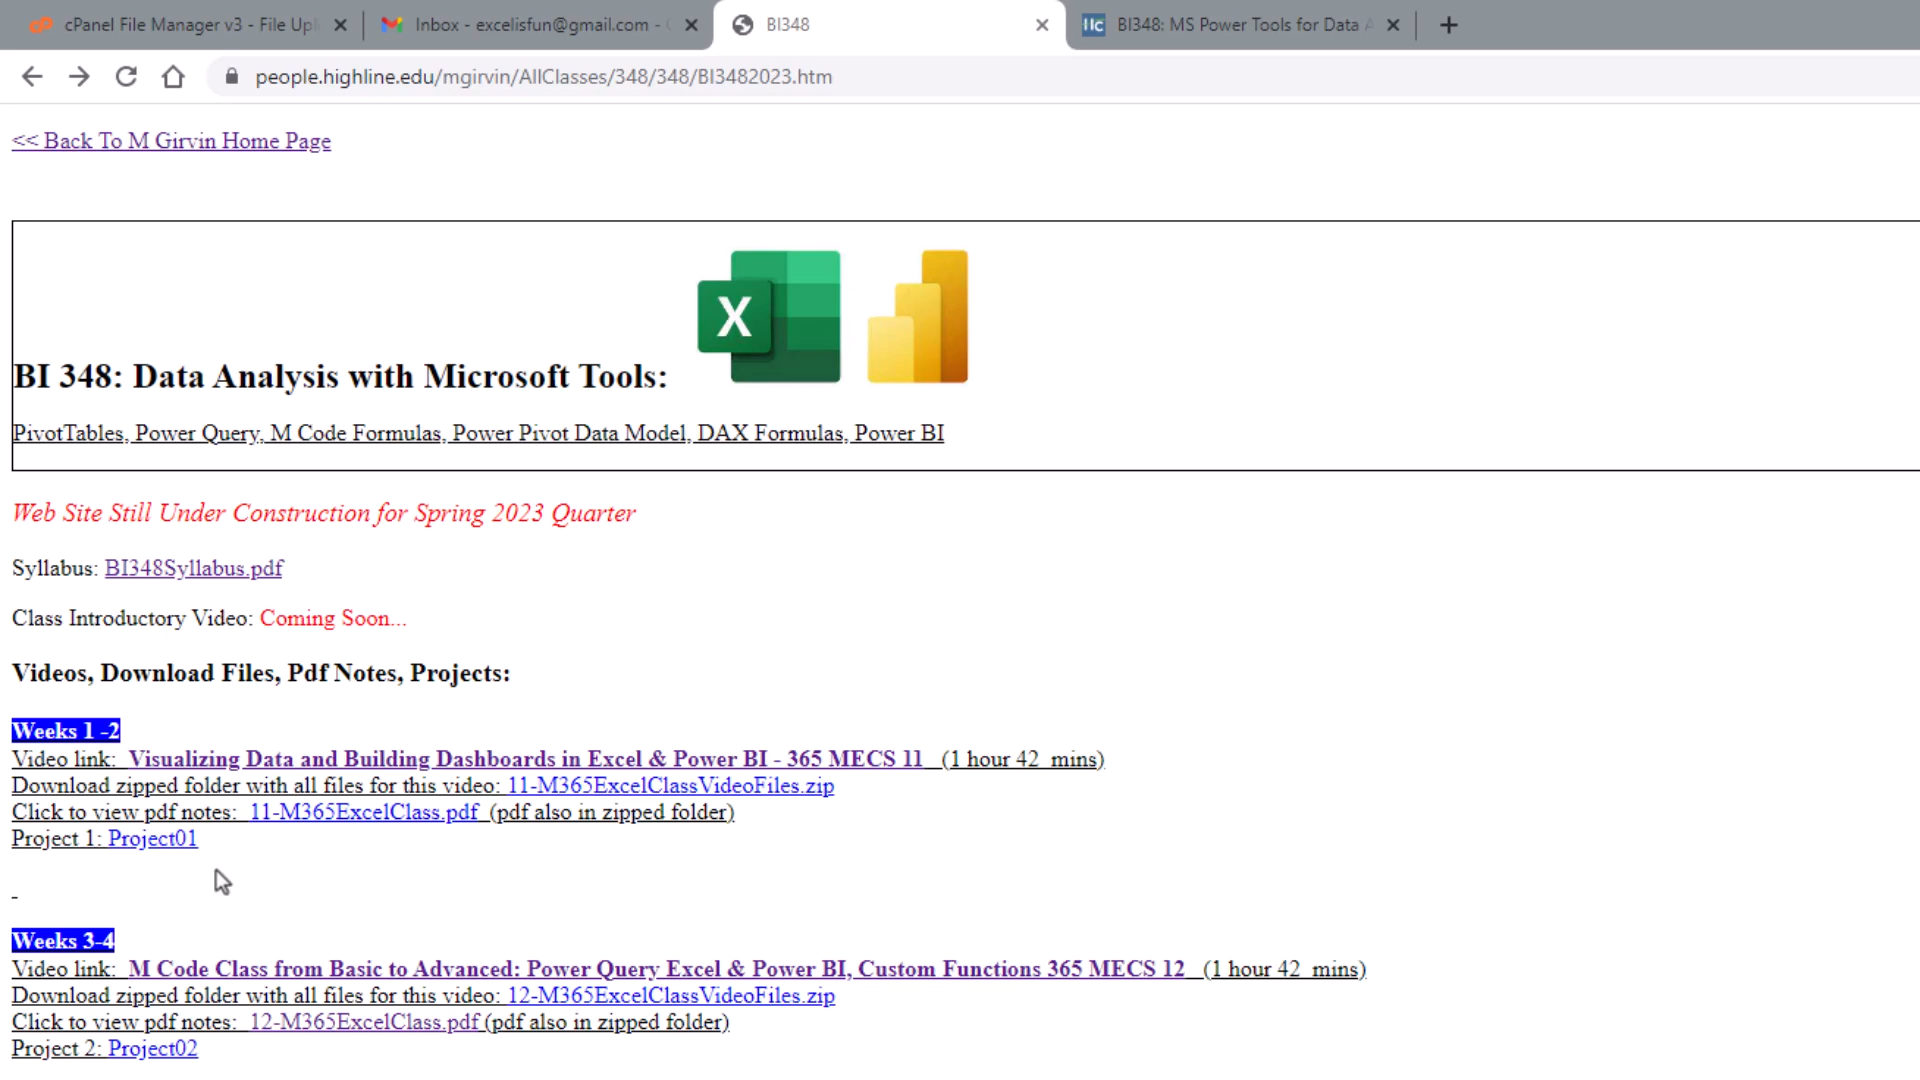 cPanel File Manager v3 - File Upl
Inbox - excelisfun@gmail.com -
BI348
BI348: MS Power Tools for Data
people.highline.edu/mgirvin/AllClasses/348/348/BI3482023.htm
<< Back To M Girvin Home Page
X
BI 348: Data Analysis with Microsoft Tools:
PivotTables, Power Query, M Code Formulas, Power Pivot Data Model, DAX Formulas, Power BI
Web Site Still Under Construction for Spring 2023 Quarter
Syllabus: BI348Syllabus.pdf
Class Introductory Video: Coming Soon...
Videos, Download Files, Pdf Notes, Projects:
Weeks 1 -2
Video link: Visualizing Data and Building Dashboards in Excel & Power BI - 365 MECS 11 (1 hour 42 mins)
Download zipped folder with all files for this video: 11-M365ExcelClassVideoFiles.zip
Click to view pdf notes: 11-M365ExcelClass.pdf (pdf also in zipped folder)
Project 1: Project01
Weeks 3-4
Video link: M Code Class from Basic to Advanced: Power Query Excel & Power BI, Custom Functions 365 MECS 12 (1 hour 42 mins)
Download zipped folder with all files for this video: 12-M365ExcelClassVideoFiles.zip
Click to view pdf notes: 12-M365ExcelClass.pdf (pdf also in zipped folder)
Project 2: Project02